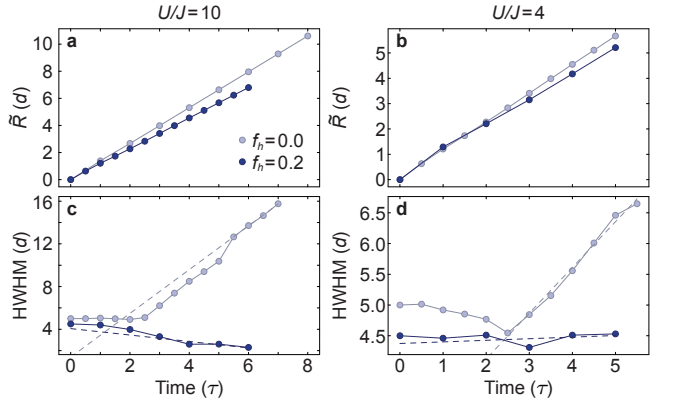 U/J=10
U/J=4
a
R̃ (d)
10
8
6
4
2
0
f_h=0.0
f_h=0.2
b
R̃ (d)
5
4
3
2
1
0
c
HWHM (d)
16
12
8
4
0 2 4 6 8
Time (τ)
d
HWHM (d)
6.5
6.0
5.5
5.0
4.5
0 1 2 3 4 5
Time (τ)